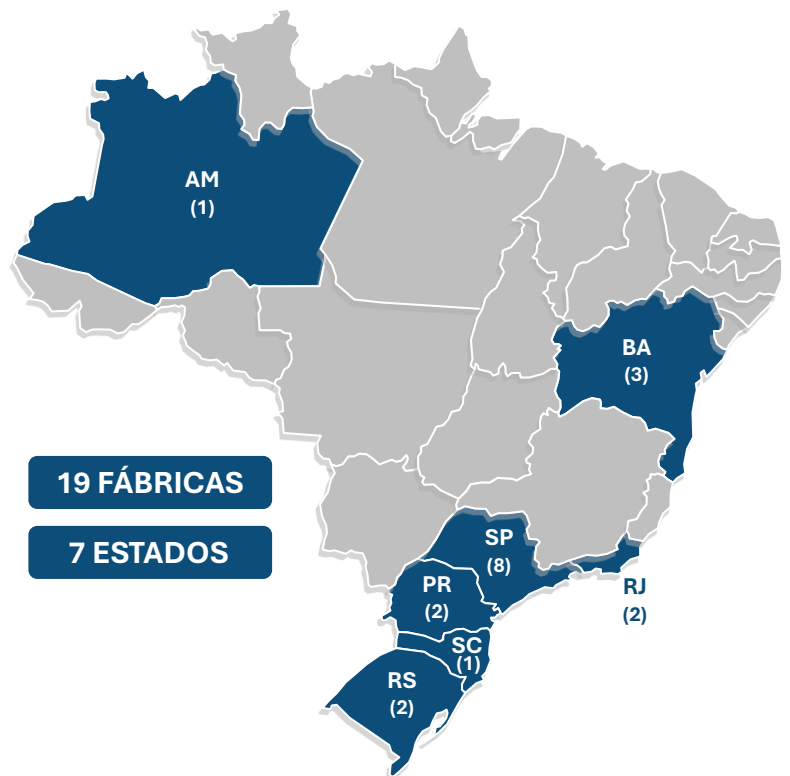 AM
(1)
BA
(3)
19 FÁBRICAS
7 ESTADOS
SP
(8)
PR
(2)
RJ
(2)
SC
(1)
RS
(2)